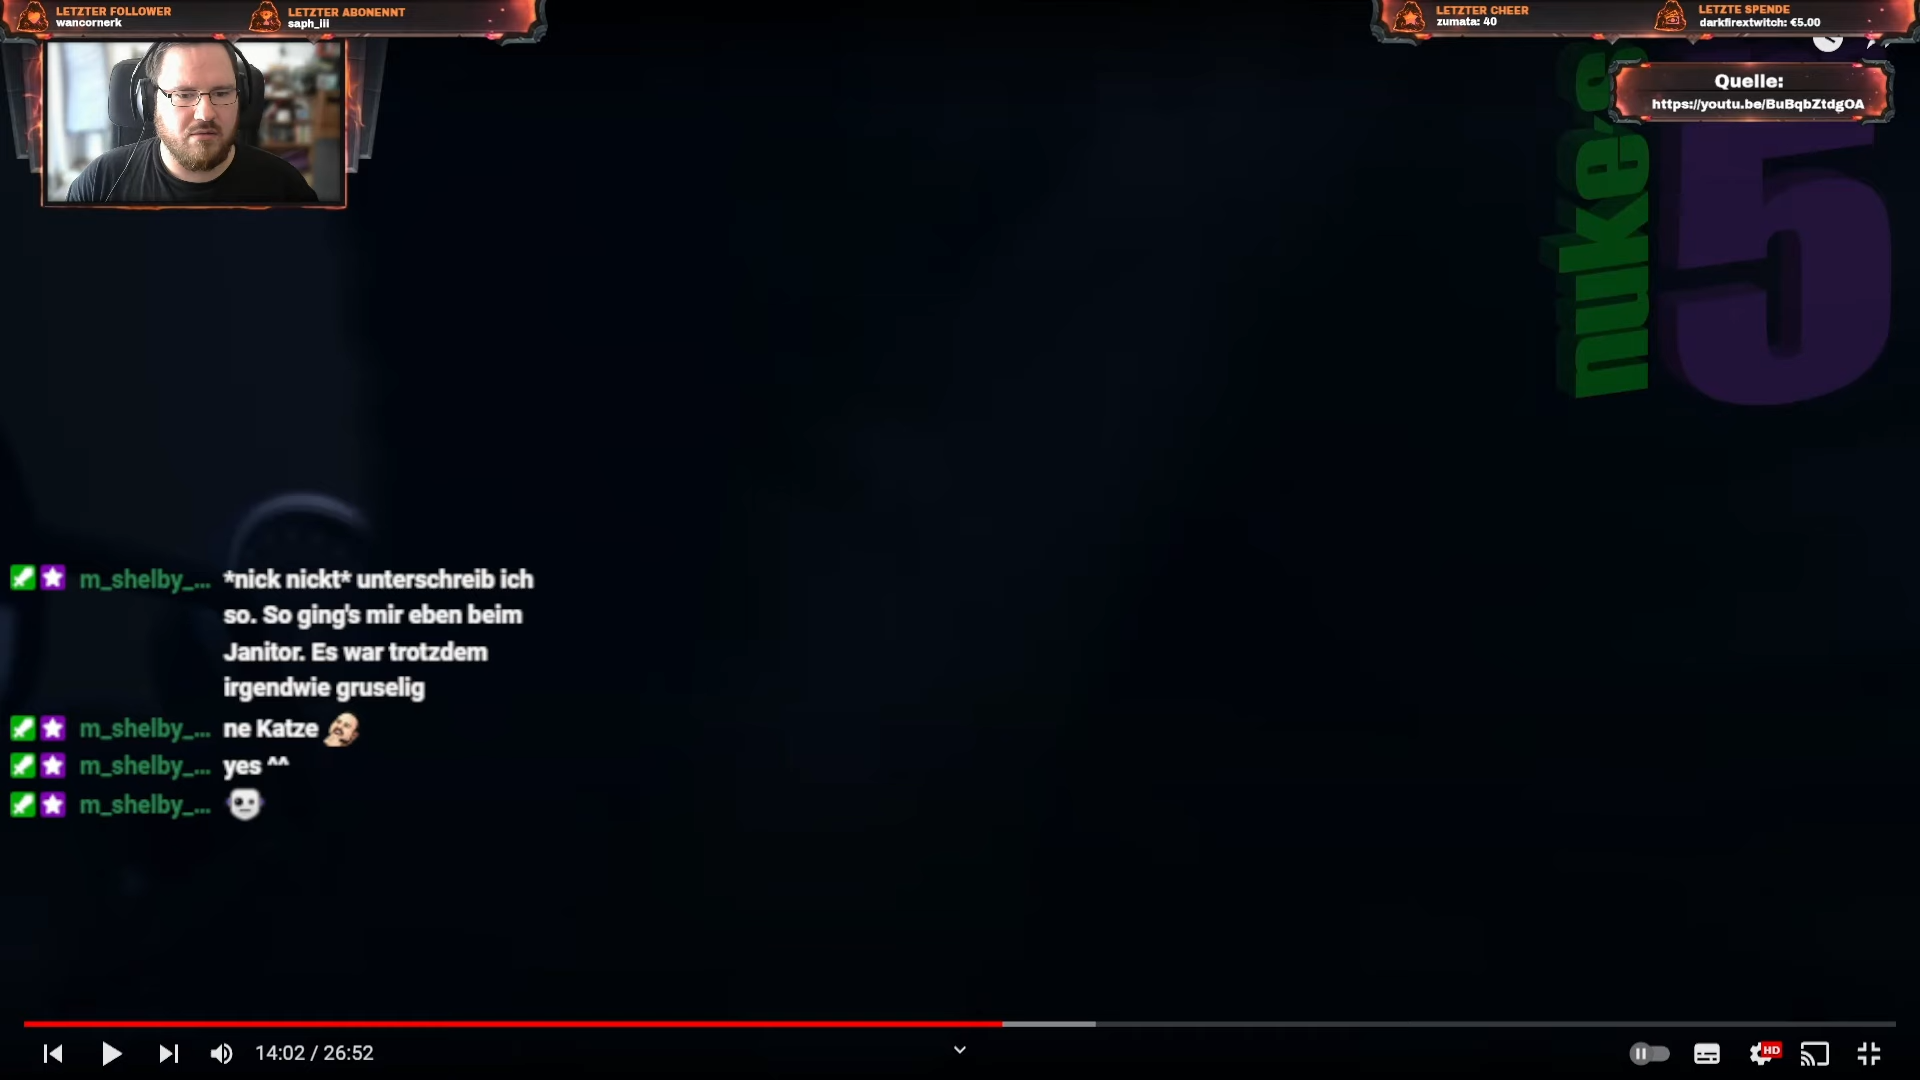 LETZTER FOLLOWER
wancornerk
LETZTER ABONENNT
saph_iii
LETZTER CHEER
zumata: 40
LETZTE SPENDE
darkfirextwitch: €5.00
Quelle:
https://youtu.be/BuBqbZtdgOA
nuke's
5
m_shelby_... *nick nickt* unterschreib ich
so. So ging's mir eben beim
Janitor. Es war trotzdem
irgendwie gruselig
m_shelby_... ne Katze
m_shelby_... yes ^^
m_shelby_...
14:02 / 26:52
HD